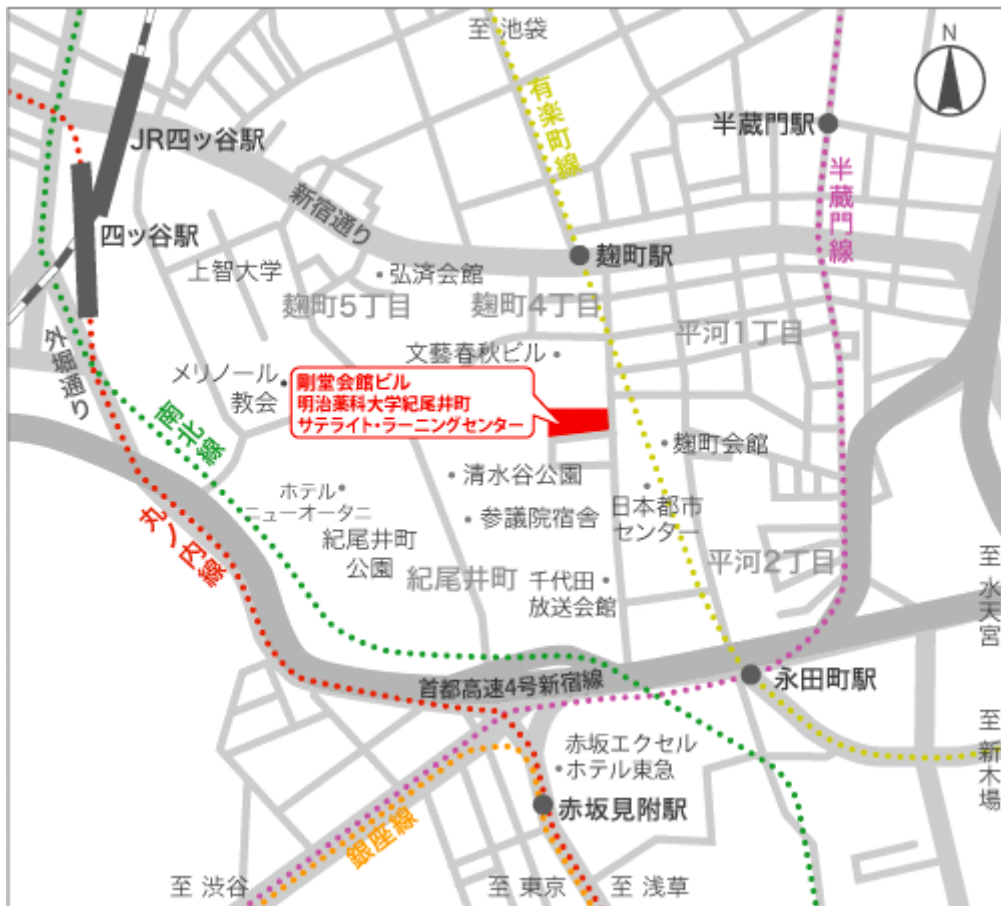 至 池袋
N
有楽町線
半蔵門駅
JR四ッ谷駅
半蔵門線
新宿通り
四ッ谷駅
麹町駅
上智大学
弘済会館
麹町5丁目
麹町4丁目
平河1丁目
外堀通り
文藝春秋ビル
メリノール
教会
剛堂会館ビル
明治薬科大学紀尾井町
サテライト・ラーニングセンター
南北線
麹町会館
清水谷公園
ホテル
ニューオータニ
日本都市
センター
丸ノ内線
参議院宿舎
紀尾井町
公園
平河2丁目
至 水天宮
紀尾井町
千代田
放送会館
首都高速4号新宿線
永田町駅
至 新木場
赤坂エクセル
ホテル東急
赤坂見附駅
銀座線
至 渋谷
至 東京
至 浅草